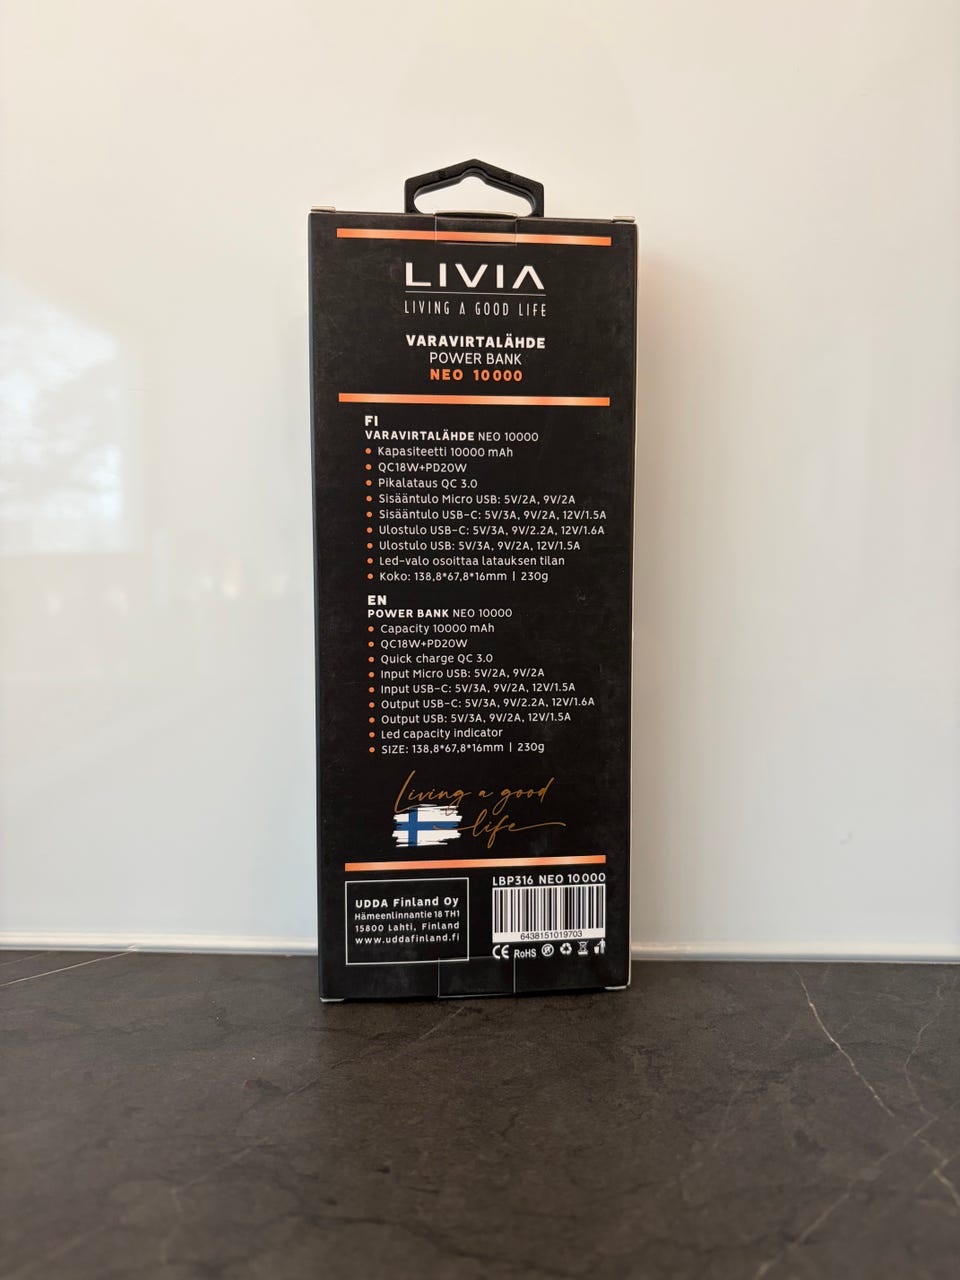 LIVIA
LIVING A GOOD LIFE
VARAVIRTALÄHDE
POWER BANK
NEO 10000
FI
VARAVIRTALÄHDE NEO 10000
• Kapasiteetti 10000 mAh
• QC18W+PD20W
• Pikalataus QC 3.0
• Sisääntulo Micro USB: 5V/2A, 9V/2A
• Sisääntulo USB-C: 5V/3A, 9V/2A, 12V/1.5A
• Ulostulo USB-C: 5V/3A, 9V/2.2A, 12V/1.6A
• Ulostulo USB: 5V/3A, 9V/2A, 12V/1.5A
• Led-valo osoittaa latauksen tilan
• Koko: 138,8*67,8*16mm | 230g
EN
POWER BANK NEO 10000
• Capacity 10000 mAh
• QC18W+PD20W
• Quick charge QC 3.0
• Input Micro USB: 5V/2A, 9V/2A
• Input USB-C: 5V/3A, 9V/2A, 12V/1.5A
• Output USB-C: 5V/3A, 9V/2.2A, 12V/1.6A
• Output USB: 5V/3A, 9V/2A, 12V/1.5A
• Led capacity indicator
• SIZE: 138,8*67,8*16mm | 230g
Living a good
life
UDDA Finland Oy
Hämeenlinnantie 18 TH1
15800 Lahti, Finland
www.uddafinland.fi
LBP316 NEO 10000
6438151019703
CE RoHS